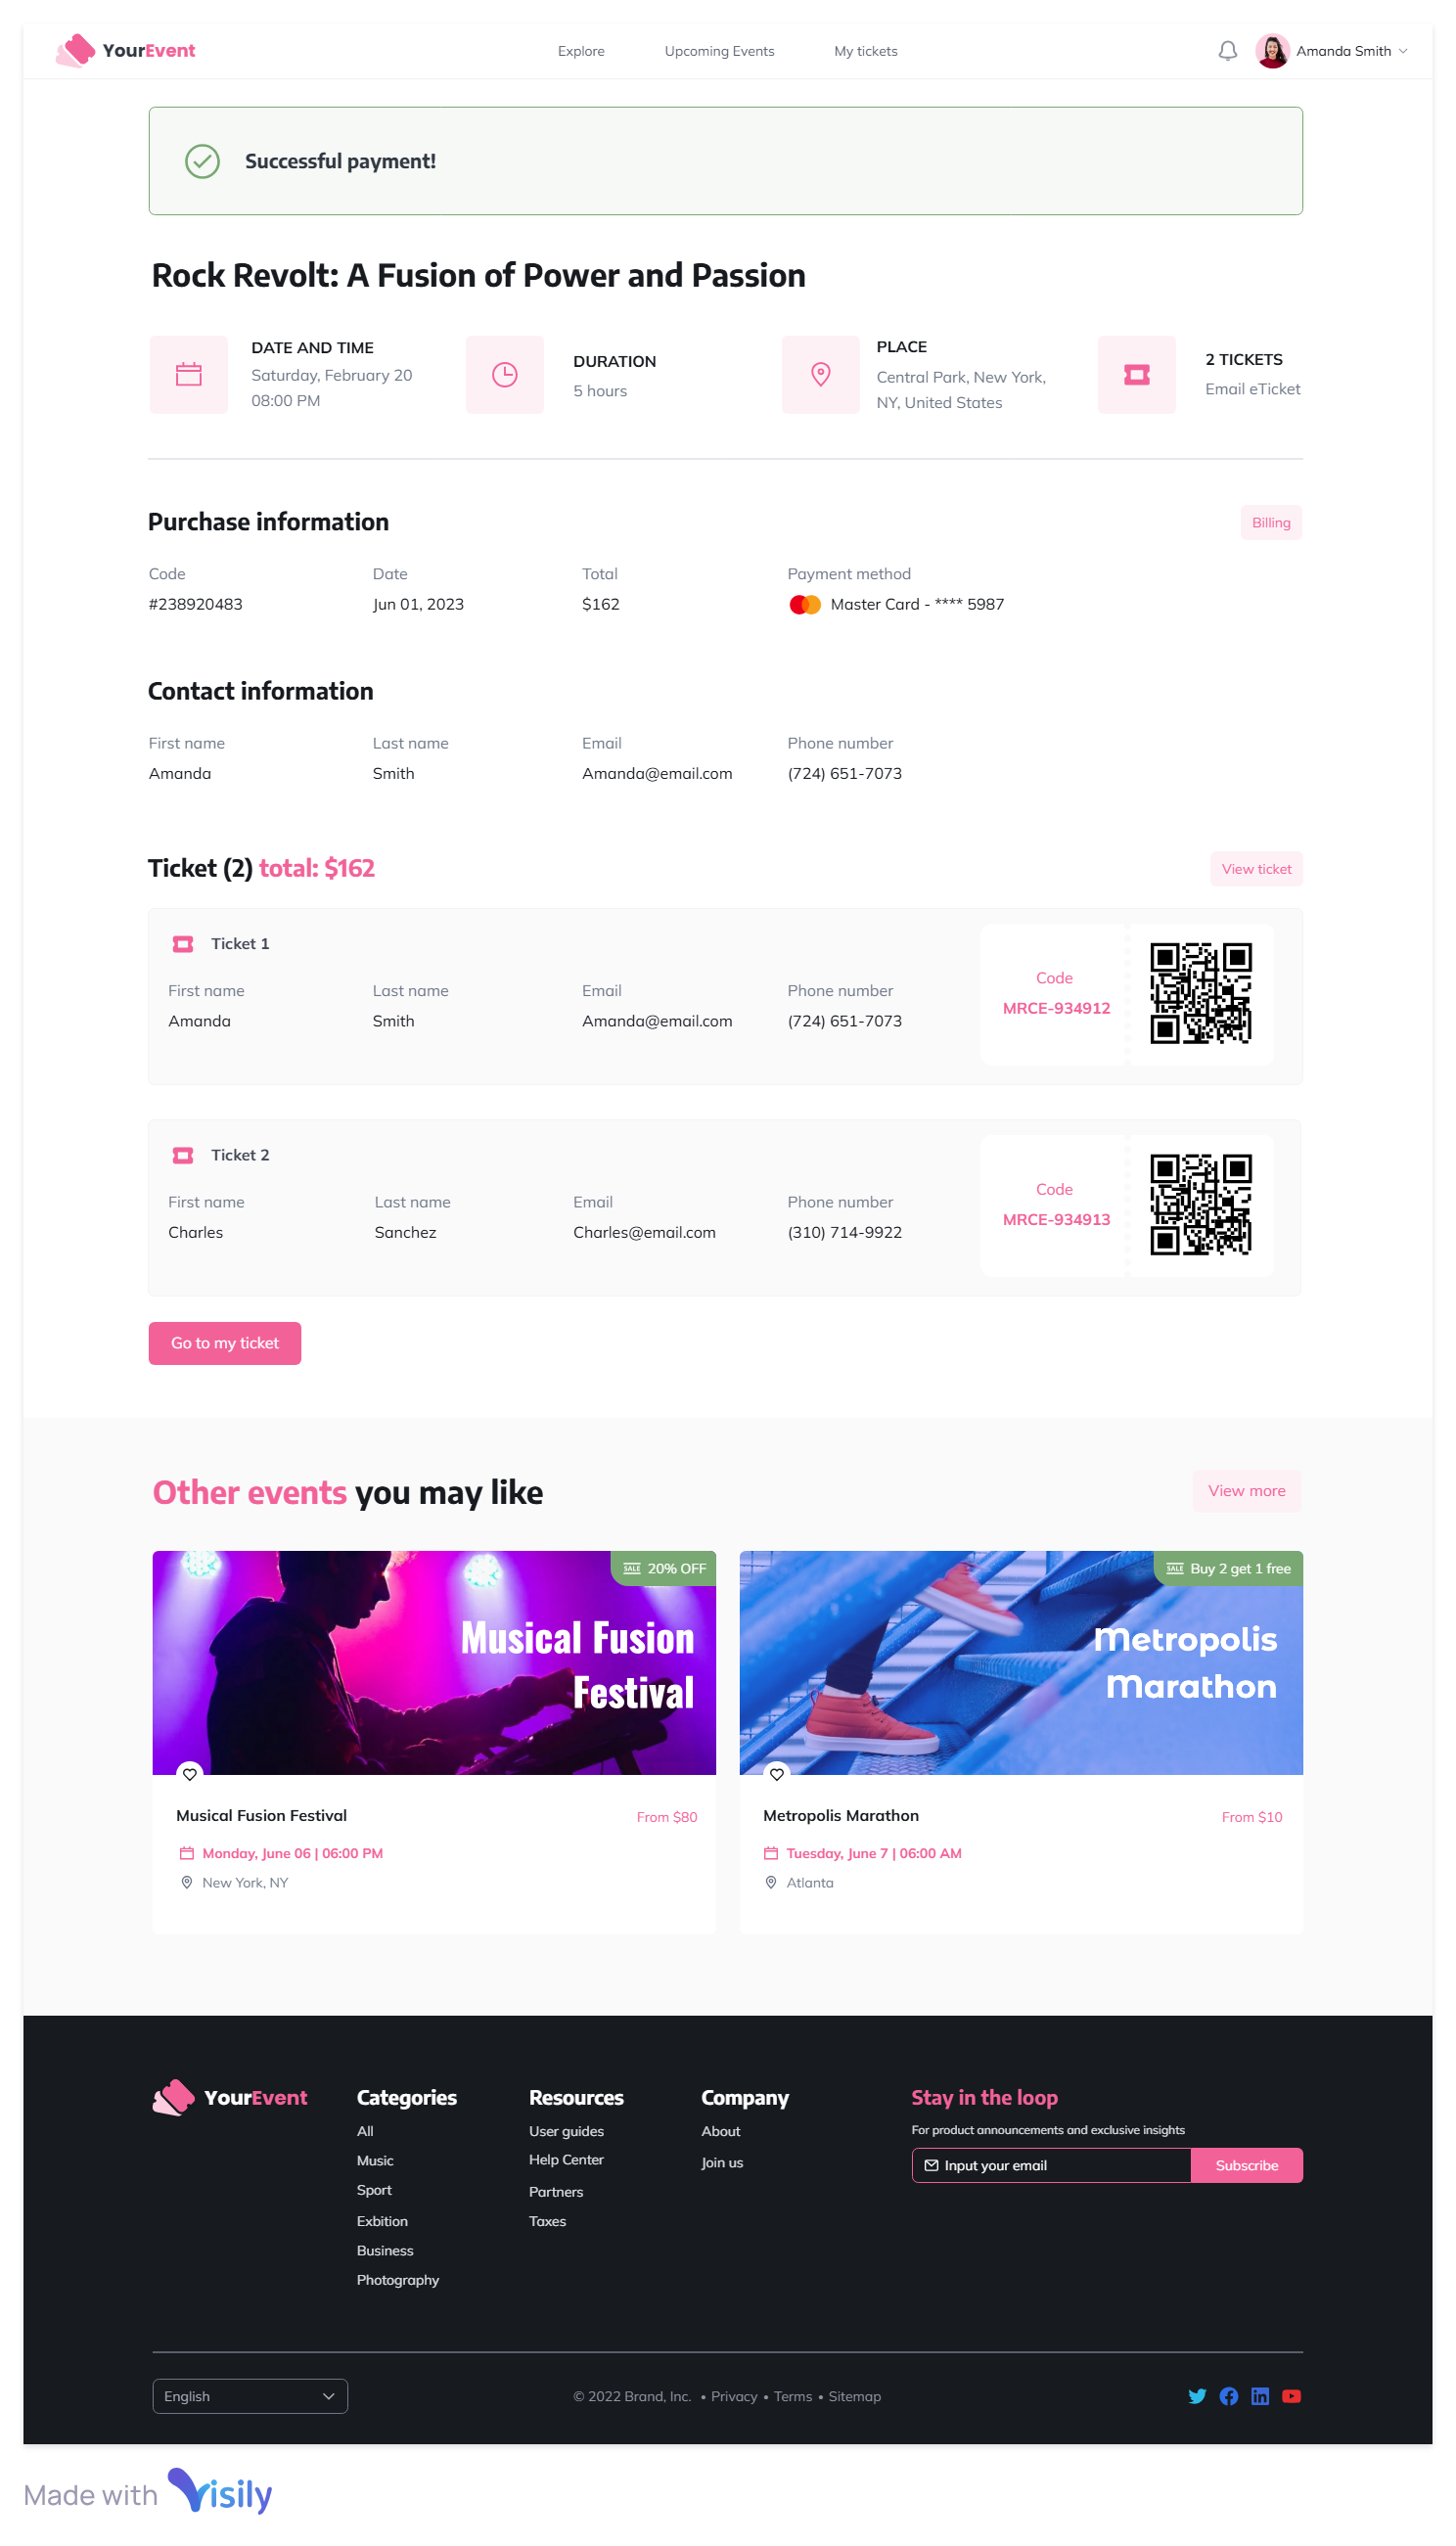 YourEvent
Explore
Upcoming Events
My tickets
Amanda Smith
Successful payment!
Rock Revolt: A Fusion of Power and Passion
DATE AND TIME
Saturday, February 20
08:00 PM
DURATION
5 hours
PLACE
Central Park, New York,
NY, United States
2 TICKETS
Email eTicket
Purchase information
Billing
Code
Date
Total
Payment method
#238920483
Jun 01, 2023
$162
Master Card - **** 5987
Contact information
First name
Last name
Email
Phone number
Amanda
Smith
Amanda@email.com
(724) 651-7073
Ticket (2) total: $162
View ticket
Ticket 1
First name
Last name
Email
Phone number
Amanda
Smith
Amanda@email.com
(724) 651-7073
Code
MRCE-934912
Ticket 2
First name
Last name
Email
Phone number
Charles
Sanchez
Charles@email.com
(310) 714-9922
Code
MRCE-934913
Go to my ticket
Other events you may like
View more
SALE 20% OFF
Musical Fusion
Festival
Musical Fusion Festival
From $80
Monday, June 06 | 06:00 PM
New York, NY
SALE Buy 2 get 1 free
Metropolis
Marathon
Metropolis Marathon
From $10
Tuesday, June 7 | 06:00 AM
Atlanta
YourEvent
Categories
All
Music
Sport
Exbition
Business
Photography
Resources
User guides
Help Center
Partners
Taxes
Company
About
Join us
Stay in the loop
For product announcements and exclusive insights
Input your email
Subscribe
English
© 2022 Brand, Inc. • Privacy • Terms • Sitemap
Made with Visily